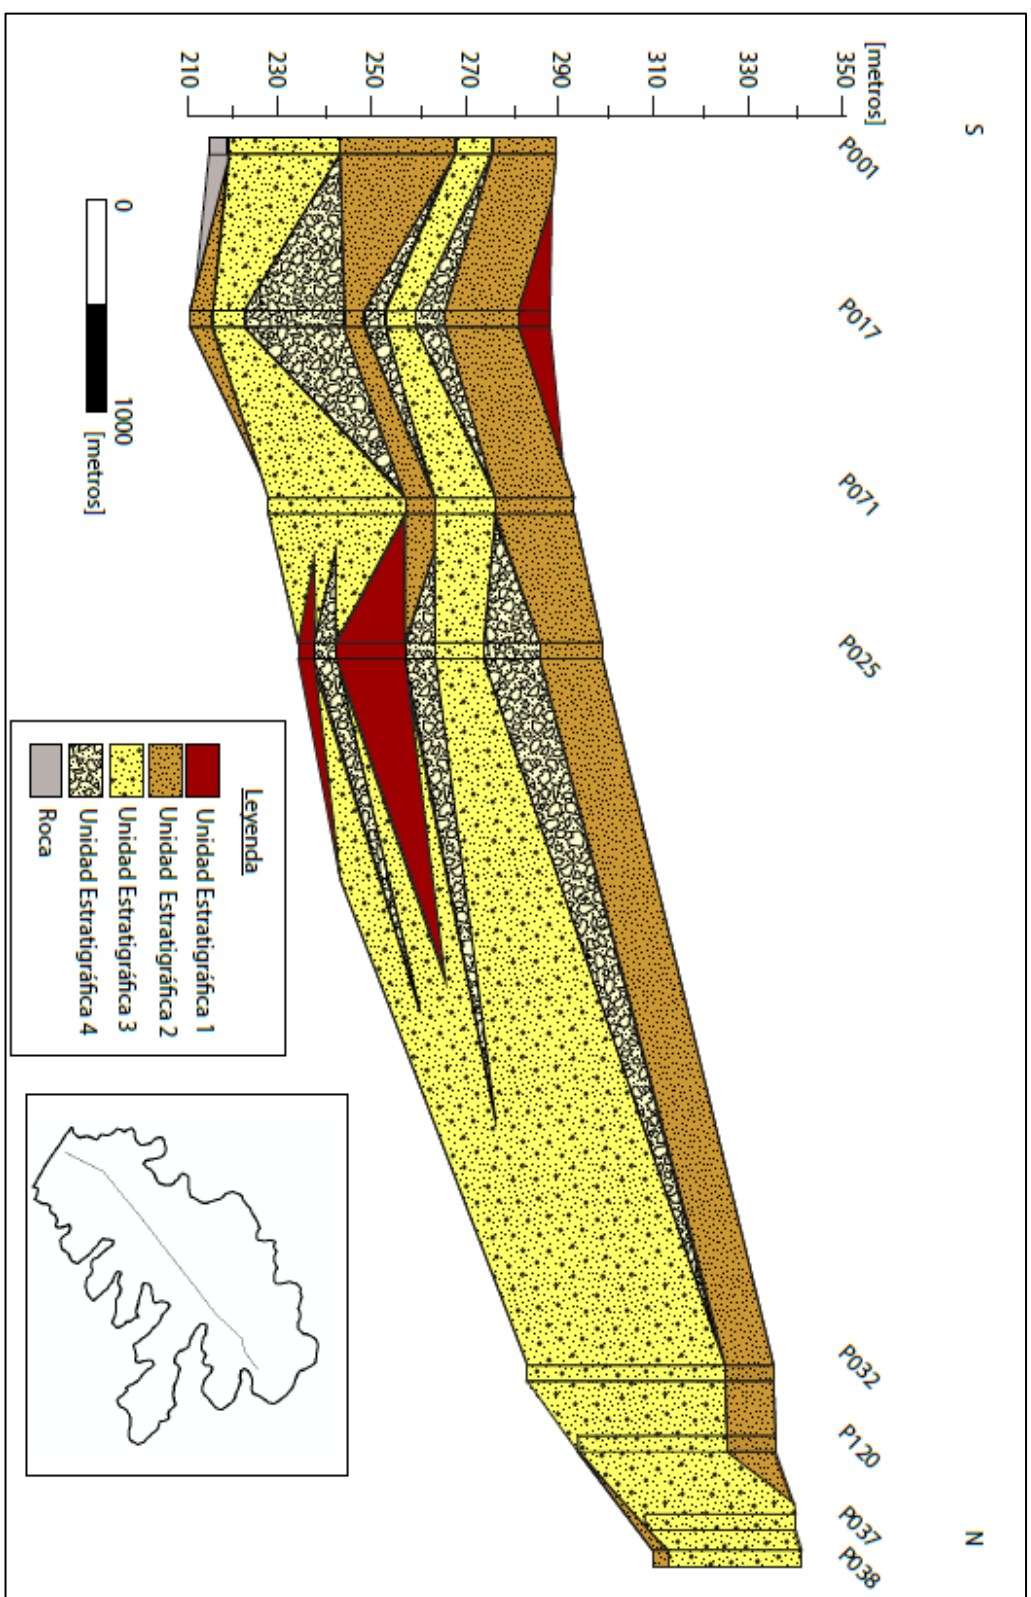 S
N
P001
P017
P071
P025
P032
P120
P037
P038
[metros]
350
330
310
290
270
250
230
210
0
1000
[metros]
Leyenda
Unidad Estratigráfica 1
Unidad Estratigráfica 2
Unidad Estratigráfica 3
Unidad Estratigráfica 4
Roca